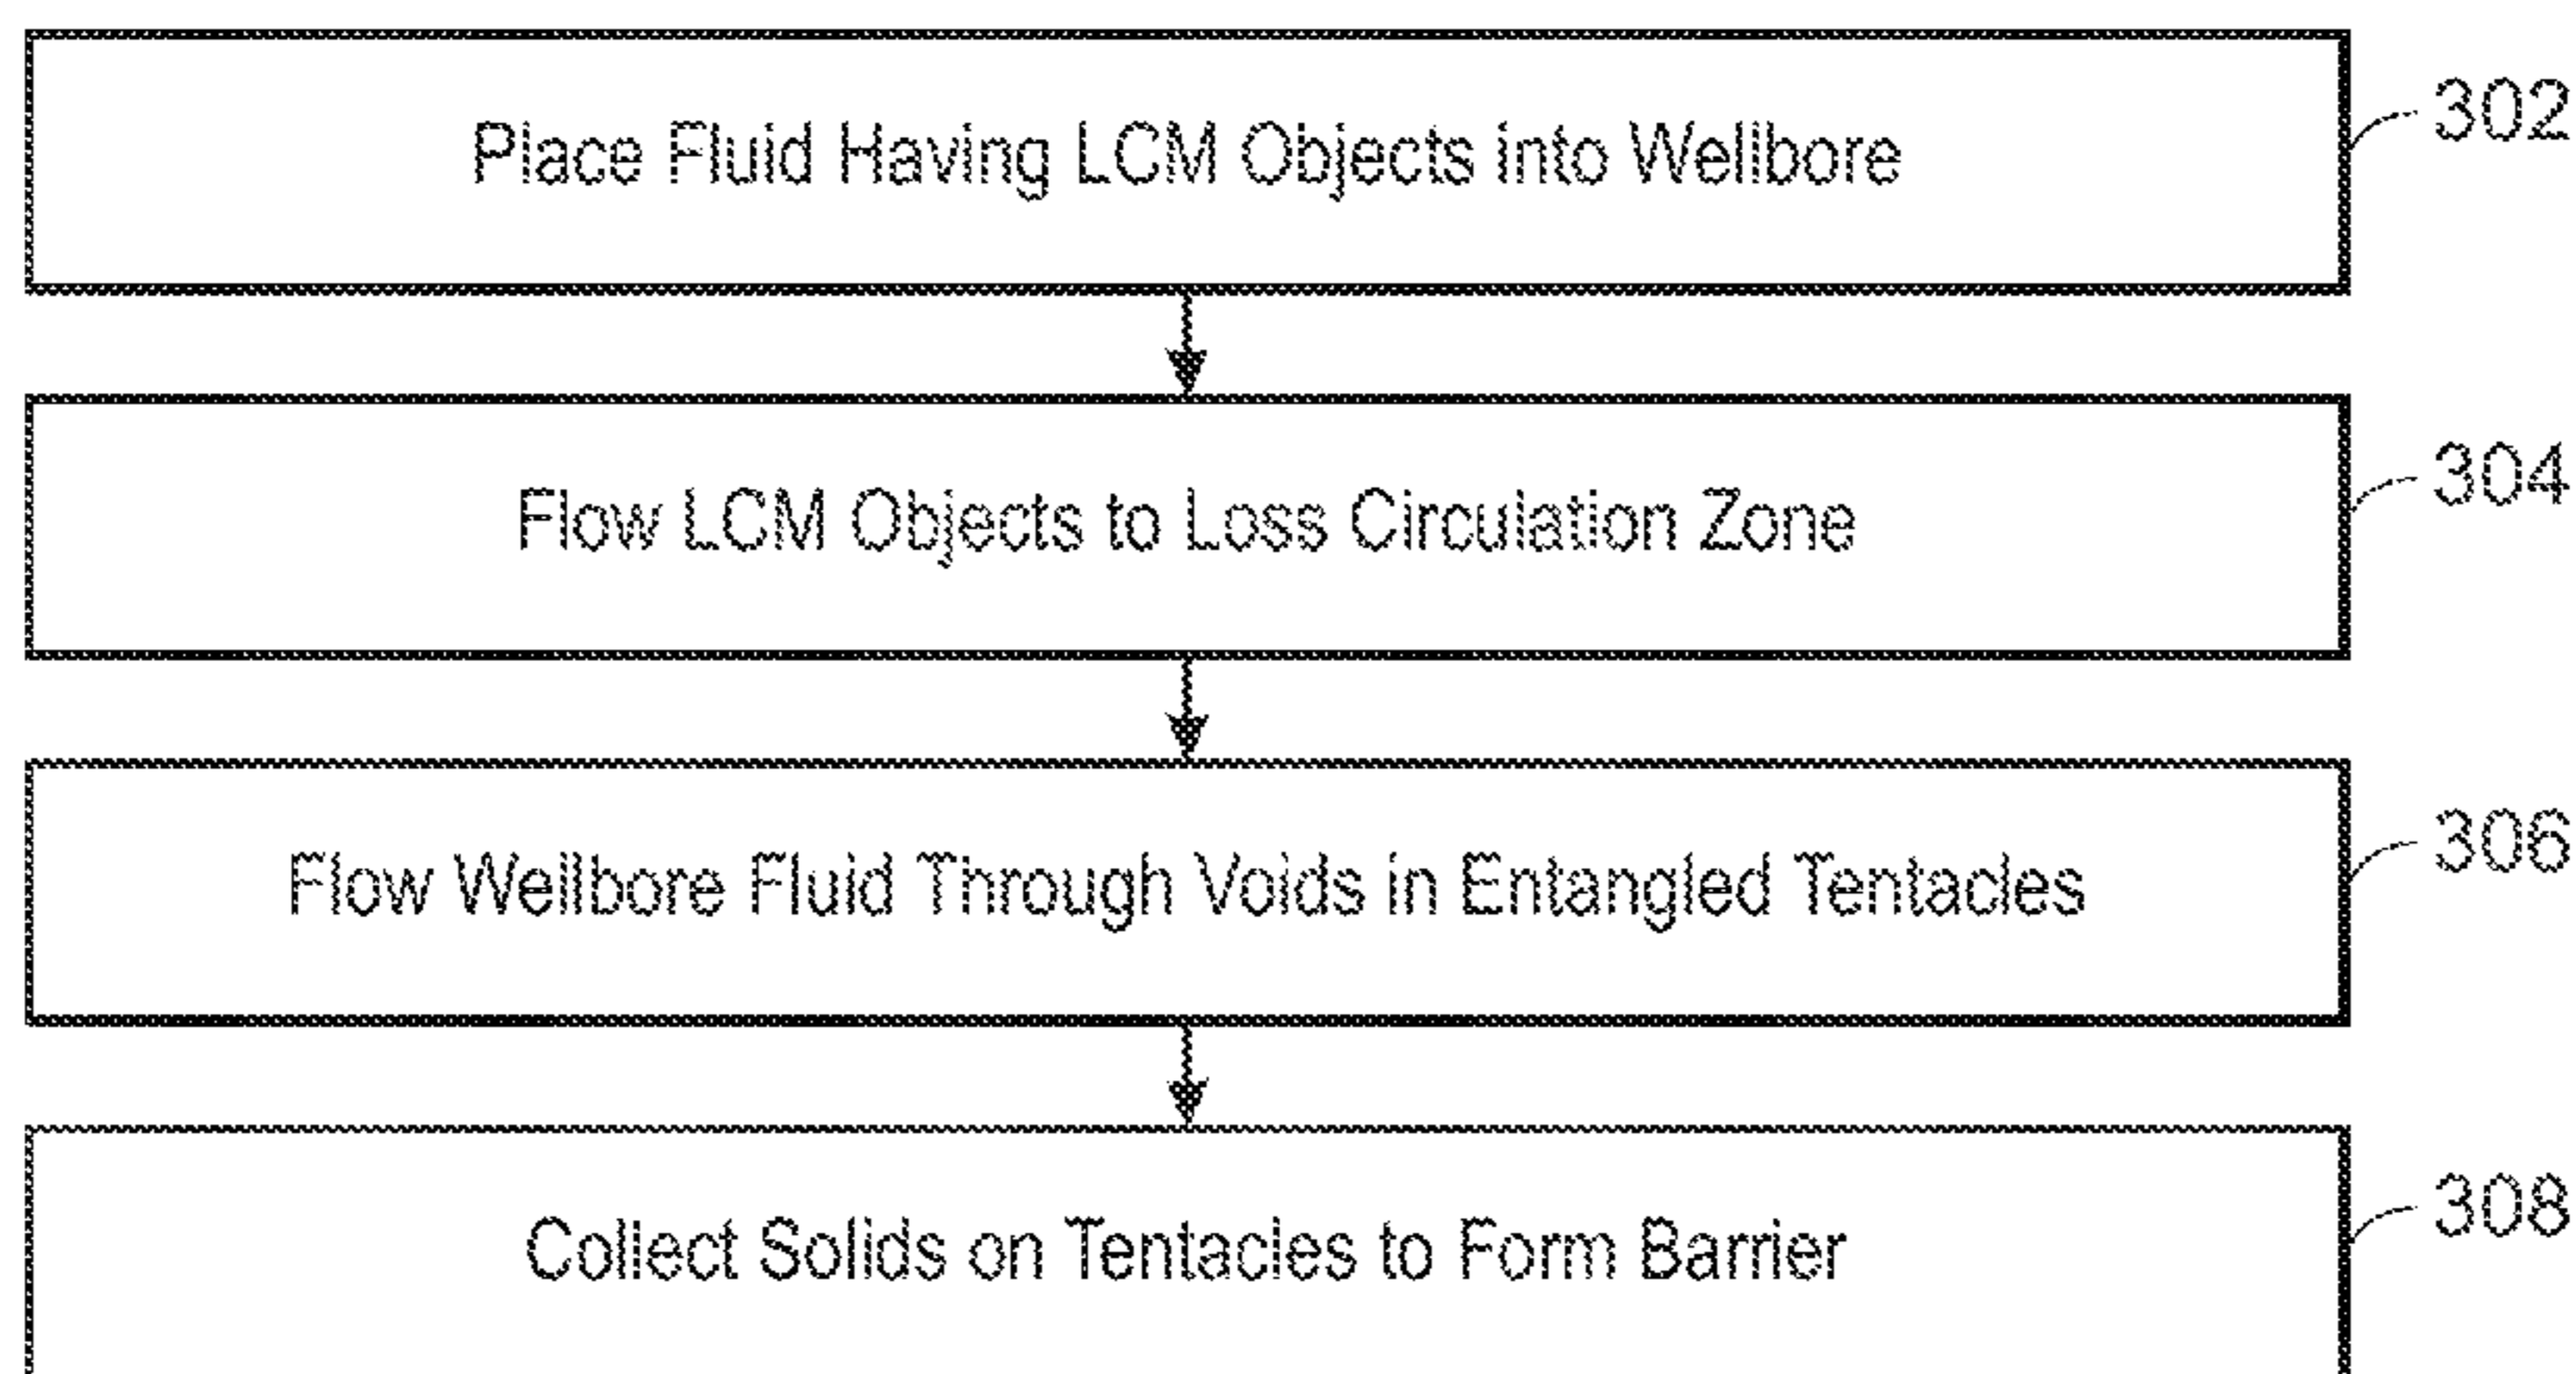 Place Fluid Having LCM Objects into Wellbore
302
Flow LCM Objects to Loss Circulation Zone
304
Flow Wellbore Fluid Through Voids in Entangled Tentacles
306
Collect Solids on Tentacles to Form Barrier
308